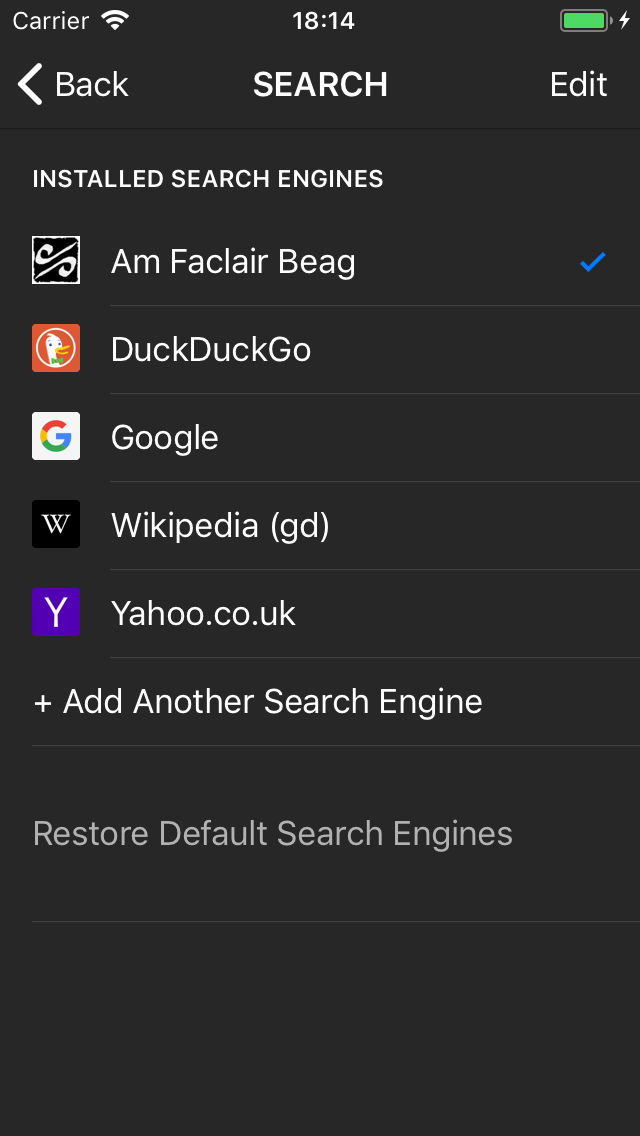 Carrier 18:14
Back SEARCH Edit
INSTALLED SEARCH ENGINES
Am Faclair Beag
DuckDuckGo
G Google
W Wikipedia (gd)
Y Yahoo.co.uk
+ Add Another Search Engine
Restore Default Search Engines